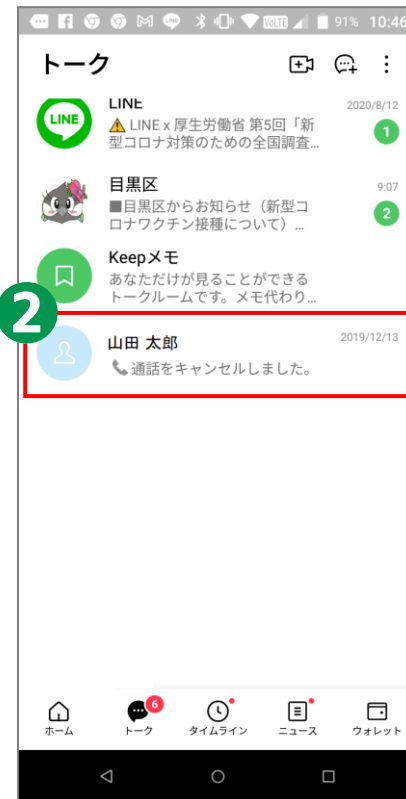 VoLTE 91% 10:46
トーク
LINE
LINE 2020/8/12
⚠ LINE x 厚生労働省 第5回「新
型コロナ対策のための全国調査... 1
目黒区 9:07
■目黒区からお知らせ（新型コ
ロナワクチン接種について）... 2
Keepメモ
あなただけが見ることができる
トークルームです。メモ代わり...
2
山田 太郎 2019/12/13
📞通話をキャンセルしました。
6
ホーム トーク タイムライン ニュース ウォレット